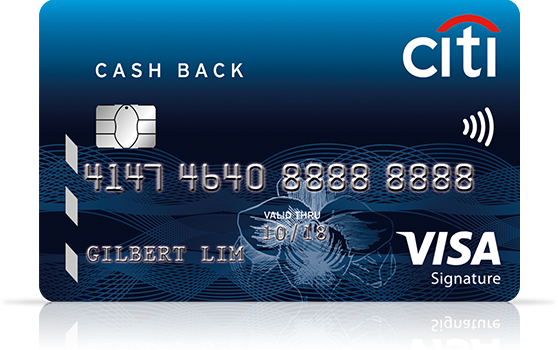 citi
CASH BACK
4147 4640 8888 8888
VALID THRU
10/18
GILBERT LIM
VISA
Signature